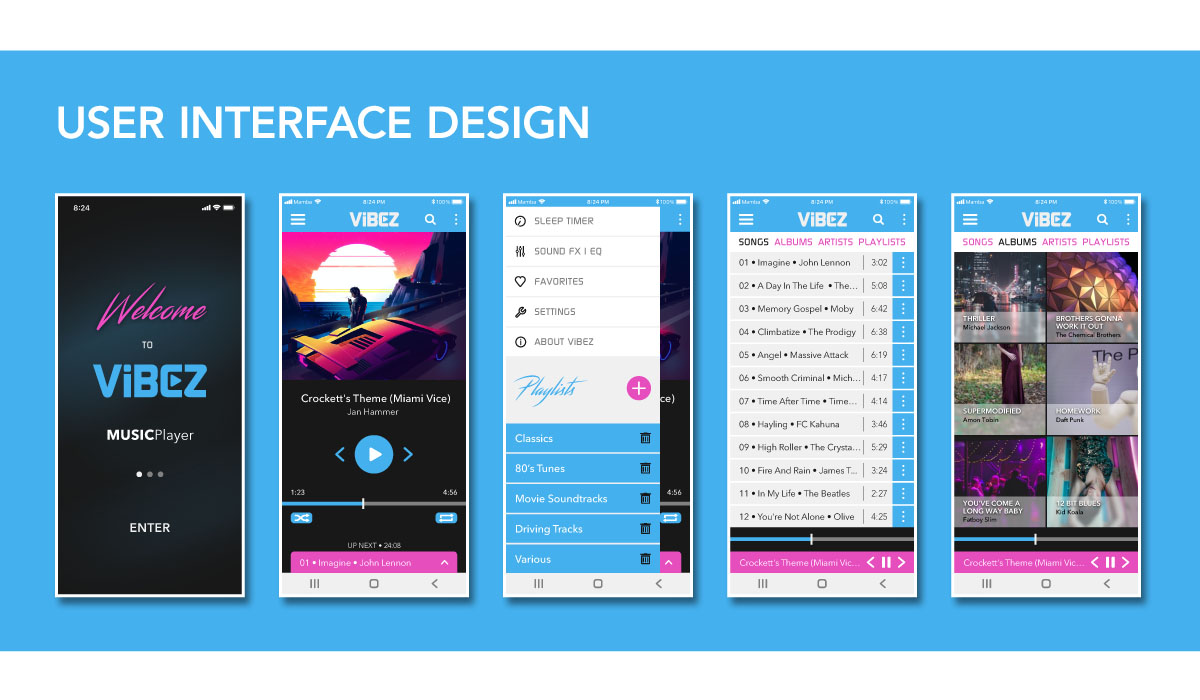 USER INTERFACE DESIGN
8:24
Welcome
TO
ViBEZ
MUSICPlayer
ENTER
Mamba 8:24 PM 100%
ViBEZ
Crockett's Theme (Miami Vice)
Jan Hammer
1:23 4:56
UP NEXT • 24:08
01 • Imagine • John Lennon
Mamba 8:24 PM 100%
SLEEP TIMER
SOUND FX I EQ
FAVORITES
SETTINGS
ABOUT VIBEZ
Playlists
Vice)
Classics
80's Tunes
Movie Soundtracks
4:56
Driving Tracks
Various
Mamba 8:24 PM 100%
ViBEZ
SONGS ALBUMS ARTISTS PLAYLISTS
01 • Imagine • John Lennon 3:02
02 • A Day In The Life • The... 5:08
03 • Memory Gospel • Moby 6:42
04 • Climbatize • The Prodigy 6:38
05 • Angel • Massive Attack 6:19
06 • Smooth Criminal • Mich... 4:17
07 • Time After Time • Time... 4:14
08 • Hayling • FC Kahuna 3:46
09 • High Roller • The Crysta... 5:29
10 • Fire And Rain • James T... 3:24
11 • In My Life • The Beatles 2:27
12 • You're Not Alone • Olive 4:25
Crockett's Theme (Miami Vic...
Mamba 8:24 PM 100%
ViBEZ
SONGS ALBUMS ARTISTS PLAYLISTS
THRILLER
Michael Jackson
BROTHERS GONNA
WORK IT OUT
The Chemical Brothers
SUPERMODIFIED
Amon Tobin
The P
HOMEWORK
Daft Punk
YOU'VE COME A
LONG WAY BABY
Fatboy Slim
12 BIT BLUES
Kid Koala
Crockett's Theme (Miami Vic...